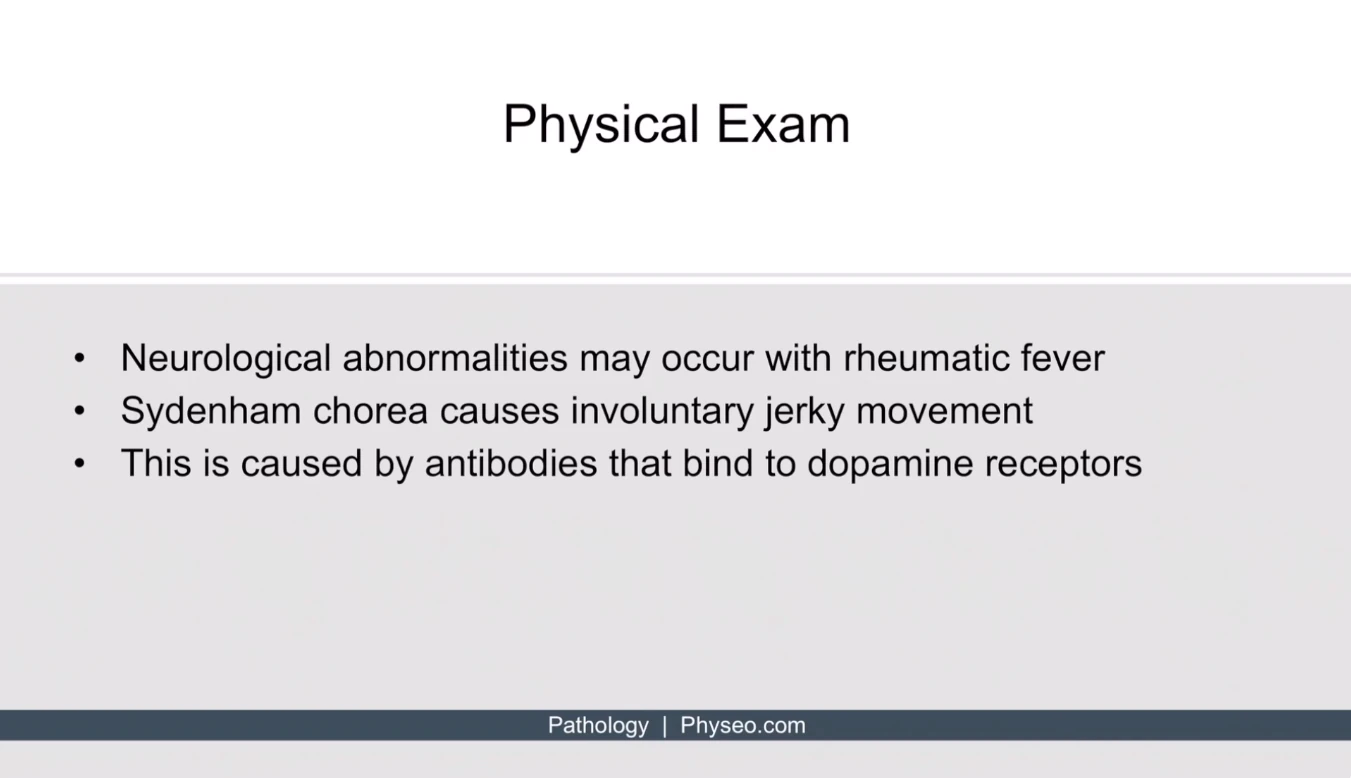 Physical Exam
• Neurological abnormalities may occur with rheumatic fever
• Sydenham chorea causes involuntary jerky movement
• This is caused by antibodies that bind to dopamine receptors
Pathology | Physeo.com